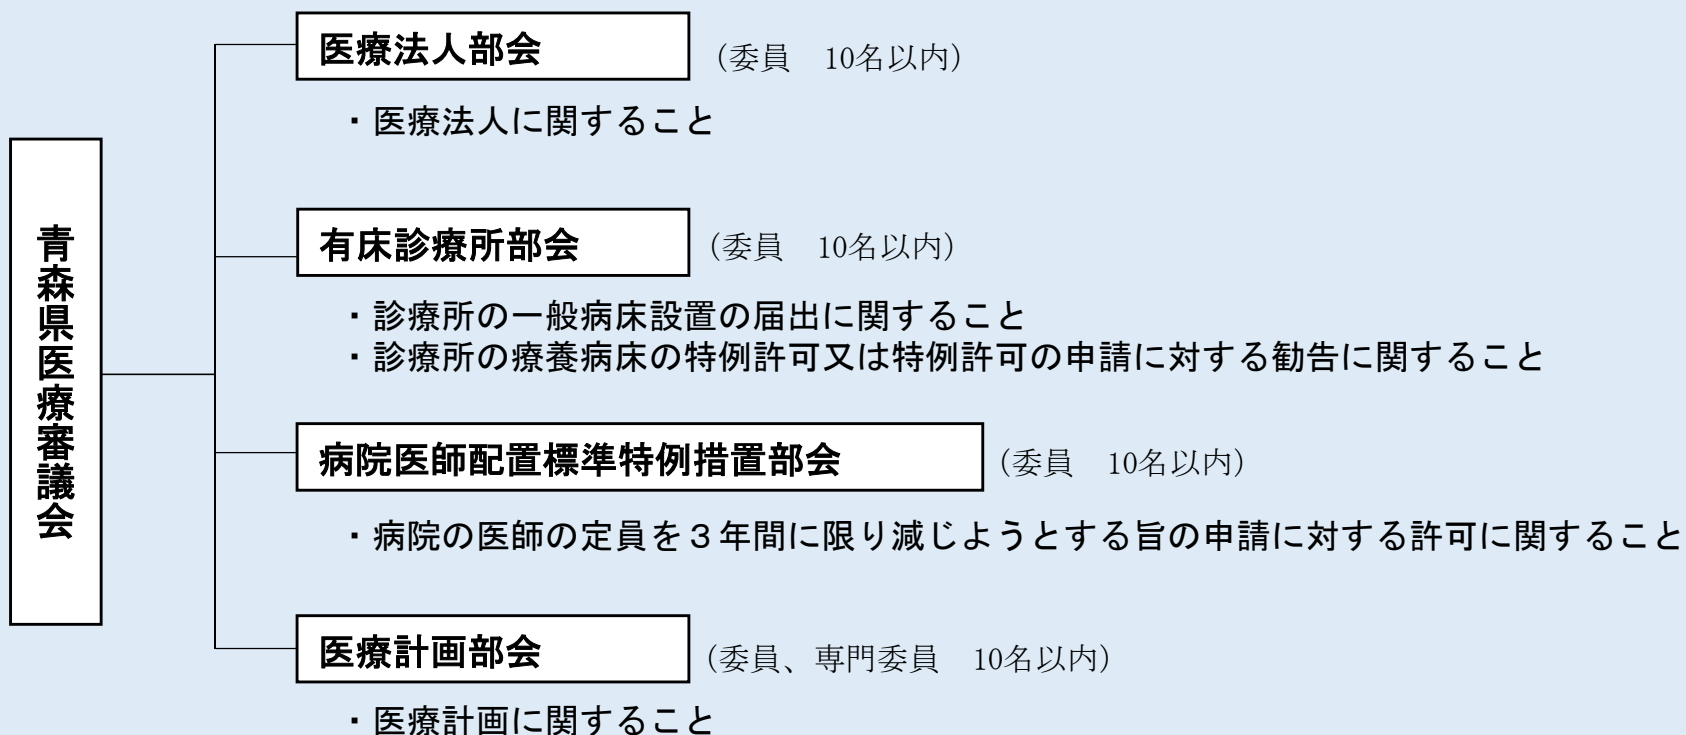 青森県医療審議会
医療法人部会
（委員　10名以内）
・医療法人に関すること
有床診療所部会
（委員　10名以内）
・診療所の一般病床設置の届出に関すること
・診療所の療養病床の特例許可又は特例許可の申請に対する勧告に関すること
病院医師配置標準特例措置部会
（委員　10名以内）
・病院の医師の定員を３年間に限り減じようとする旨の申請に対する許可に関すること
医療計画部会
（委員、専門委員　10名以内）
・医療計画に関すること